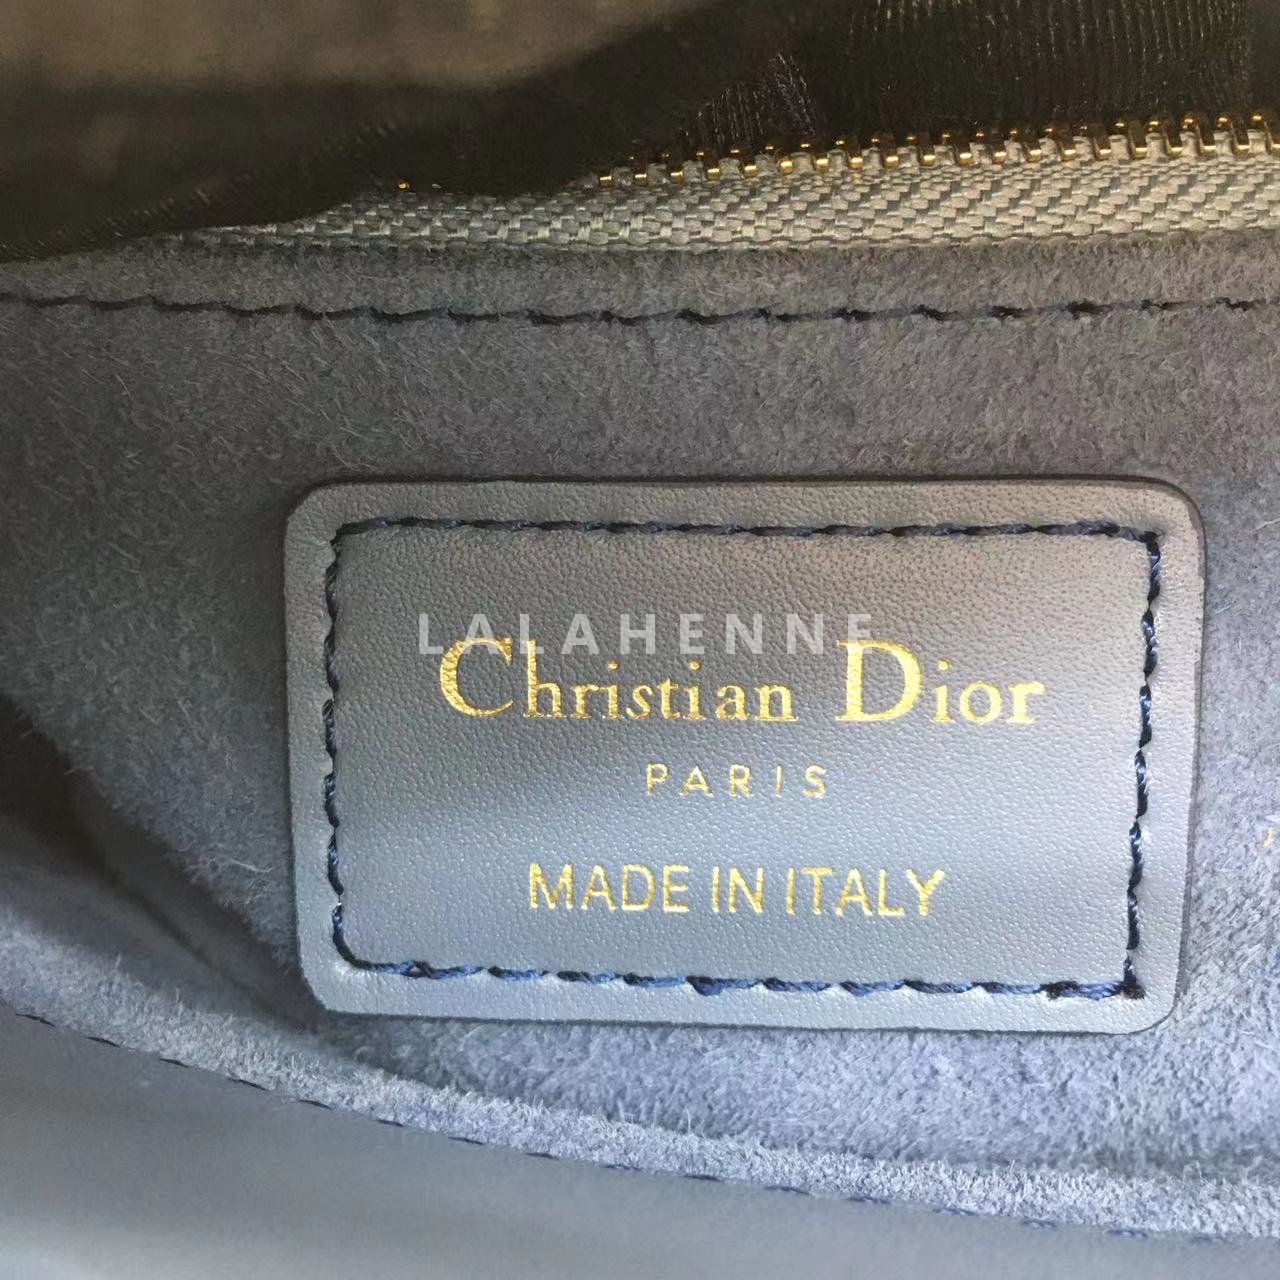 LALAHENNE
Christian Dior
PARIS
MADE IN ITALY